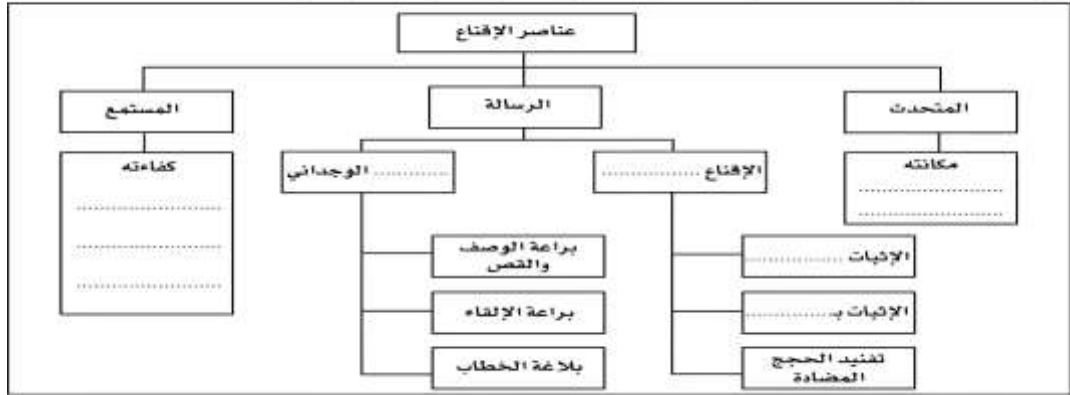 عناصر الإقناع
المتحدث
الرسالة
المستمع
مكانته
......................
......................
الإقناع ................
............ الوجداني
كفاءته
......................
......................
......................
الإثبات ................
الإثبات بـ...............
تفنيد الحجج
المضادة
براعة الوصف
والقص
براعة الإلقاء
بلاغة الخطاب